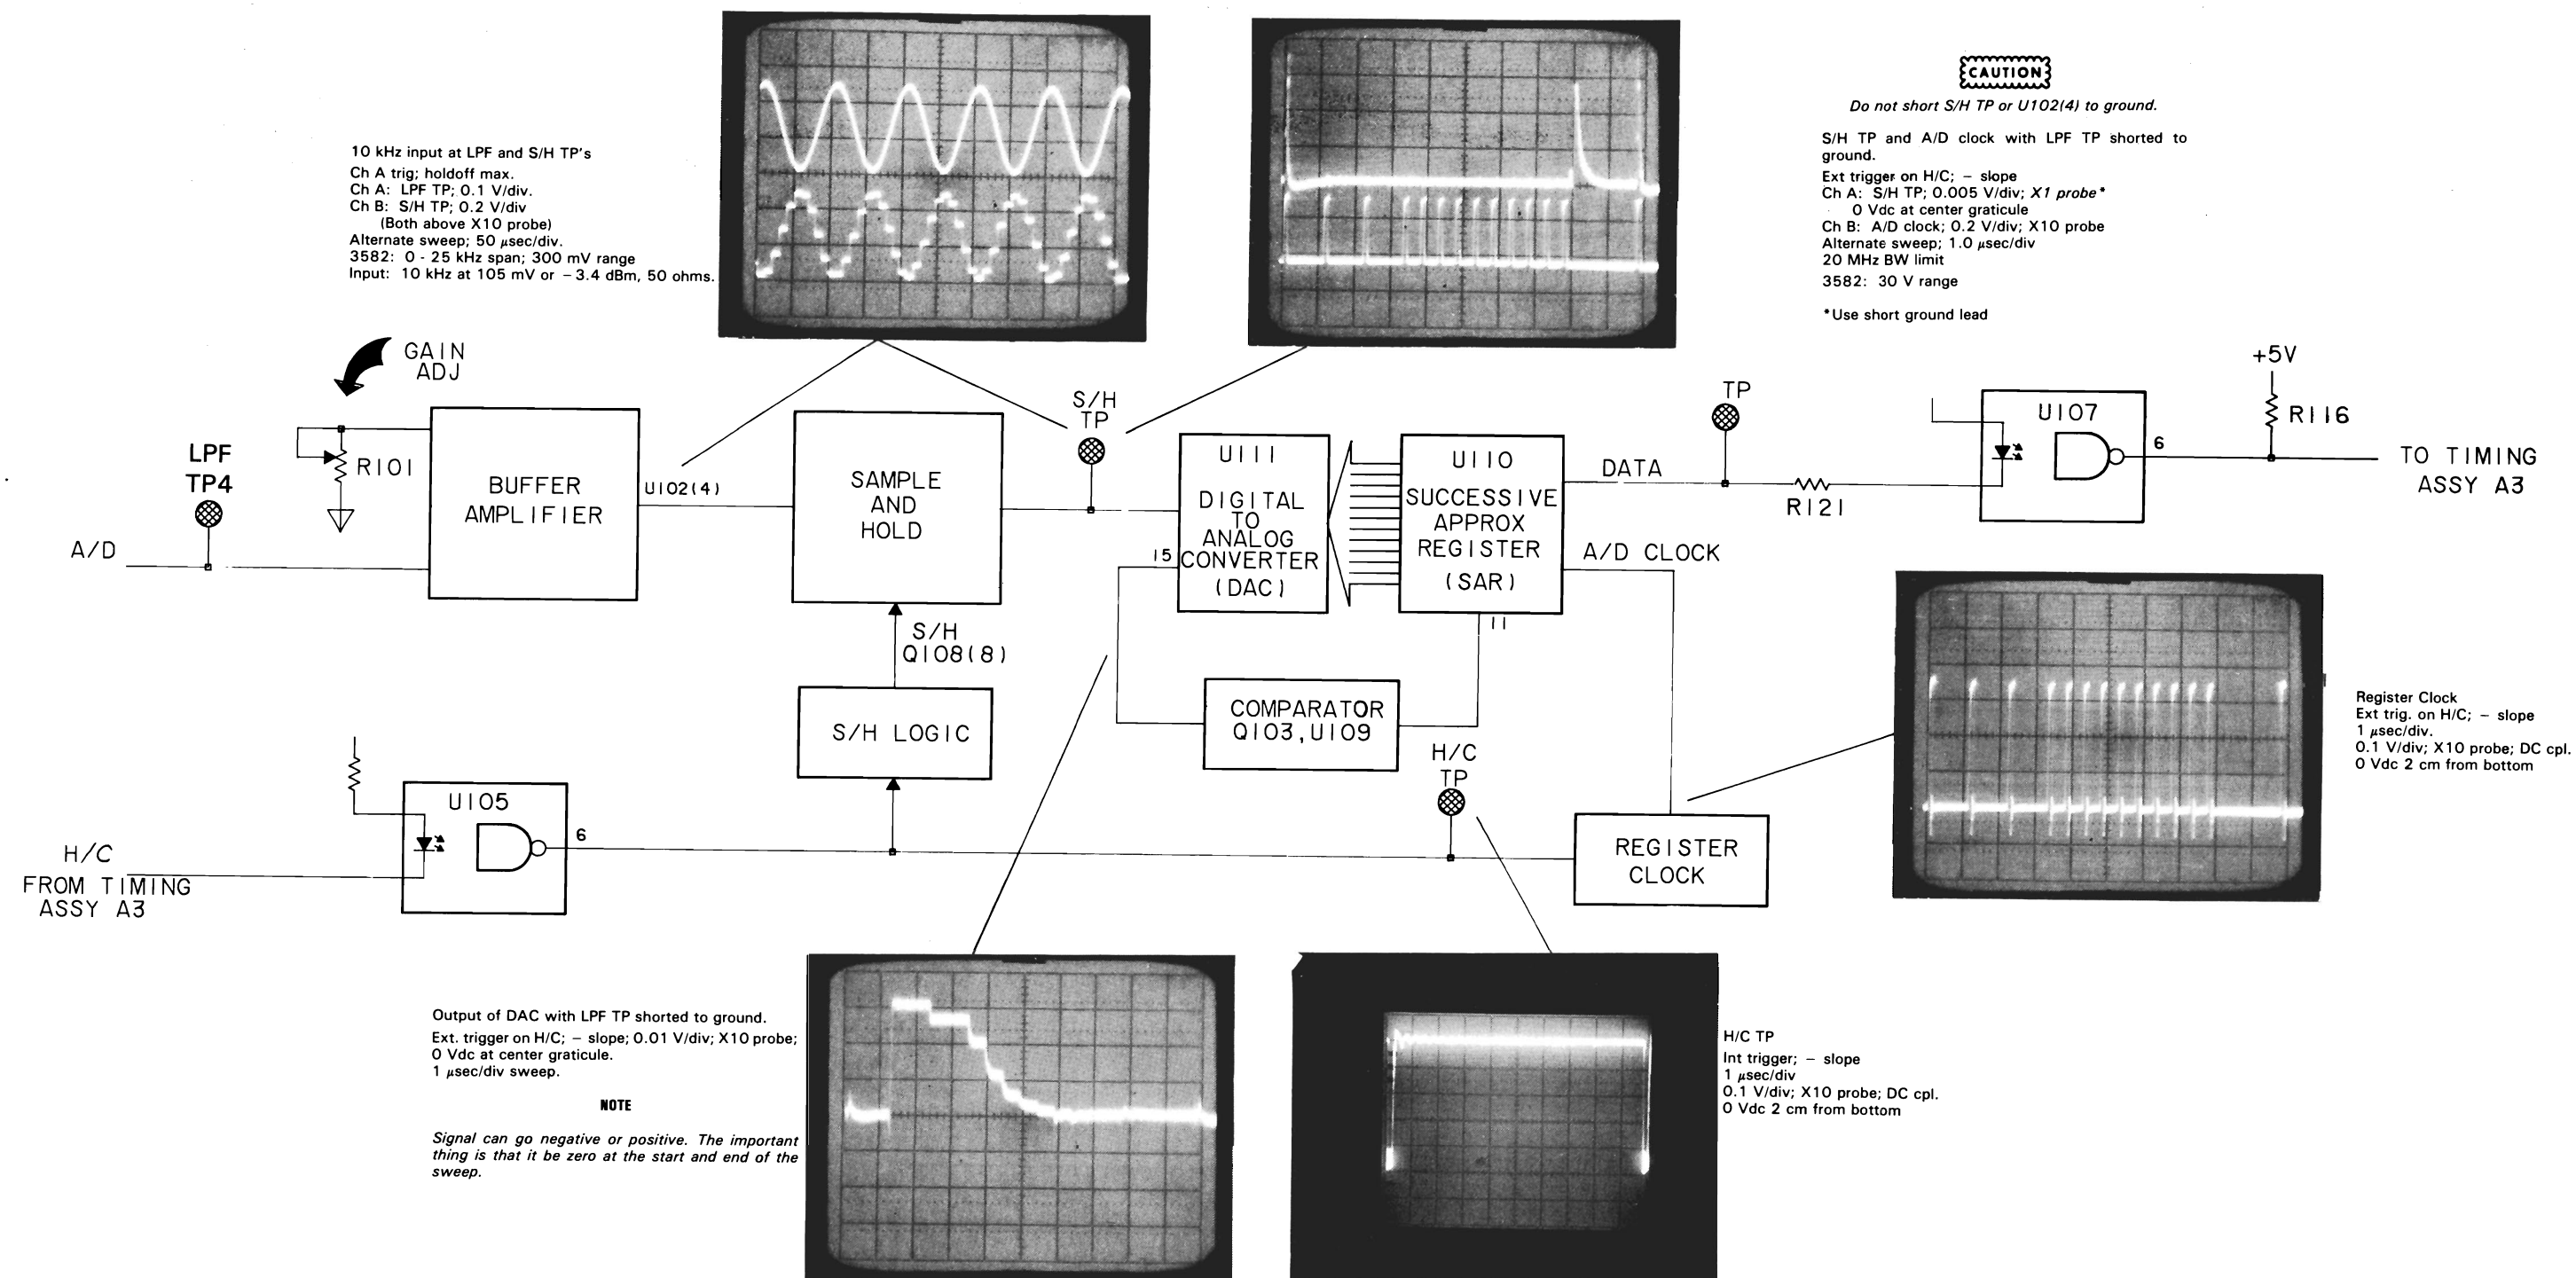 CAUTION
Do not short S/H TP or U102(4) to ground.
S/H TP and A/D clock with LPF TP shorted to
ground.
Ext trigger on H/C; – slope
Ch A: S/H TP; 0.005 V/div; X1 probe*
0 Vdc at center graticule
Ch B: A/D clock; 0.2 V/div; X10 probe
Alternate sweep; 1.0 μsec/div
20 MHz BW limit
3582: 30 V range
*Use short ground lead
10 kHz input at LPF and S/H TP's
Ch A trig; holdoff max.
Ch A: LPF TP; 0.1 V/div.
Ch B: S/H TP; 0.2 V/div
(Both above X10 probe)
Alternate sweep; 50 μsec/div.
3582: 0 - 25 kHz span; 300 mV range
Input: 10 kHz at 105 mV or – 3.4 dBm, 50 ohms.
GAIN
ADJ
R101
LPF
TP4
A/D
BUFFER
AMPLIFIER
U102(4)
SAMPLE
AND
HOLD
S/H
TP
U111
DIGITAL
TO
ANALOG
CONVERTER
(DAC)
15
U110
SUCCESSIVE
APPROX
REGISTER
(SAR)
11
DATA
TP
R121
U107
6
+5V
R116
TO TIMING
ASSY A3
A/D CLOCK
S/H
Q108(8)
S/H LOGIC
COMPARATOR
Q103,U109
H/C
TP
REGISTER
CLOCK
Register Clock
Ext trig. on H/C; – slope
1 μsec/div.
0.1 V/div; X10 probe; DC cpl.
0 Vdc 2 cm from bottom
U105
6
H/C
FROM TIMING
ASSY A3
Output of DAC with LPF TP shorted to ground.
Ext. trigger on H/C; – slope; 0.01 V/div; X10 probe;
0 Vdc at center graticule.
1 μsec/div sweep.
NOTE
Signal can go negative or positive. The important
thing is that it be zero at the start and end of the
sweep.
H/C TP
Int trigger; – slope
1 μsec/div
0.1 V/div; X10 probe; DC cpl.
0 Vdc 2 cm from bottom